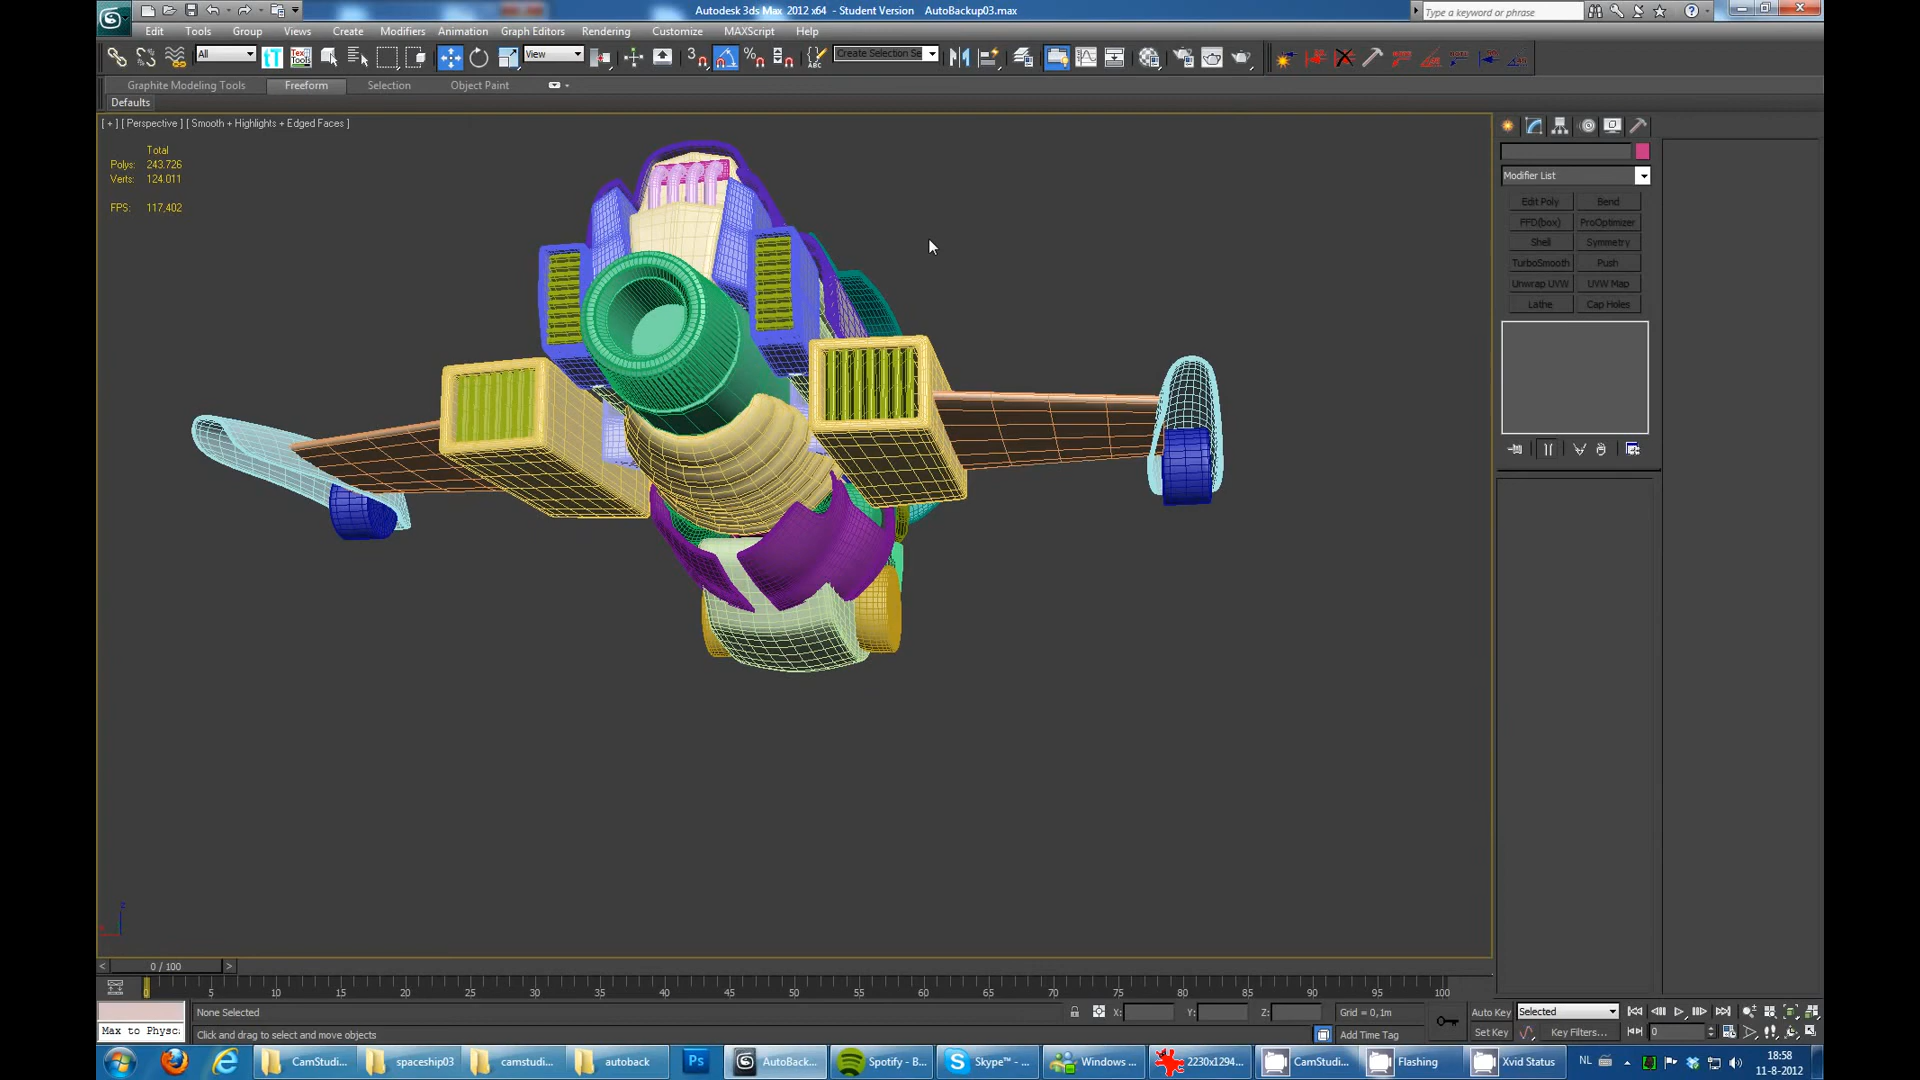 Autodesk 3ds Max 2012 x64 - Student Version AutoBackup03.max
Type a keyword or phrase
Edit Tools Group Views Create Modifiers Animation Graph Editors Rendering Customize MAXScript Help
All View Create Selection Se
Graphite Modeling Tools Freeform Selection Object Paint
Defaults
[ + ] [ Perspective ] [ Smooth + Highlights + Edged Faces ]
Total
Polys: 243.726
Verts: 124.011
FPS: 117,402
Modifier List
Edit Poly Bend
FFD(box) ProOptimizer
Shell Symmetry
TurboSmooth Push
Unwrap UVW UVW Map
Lathe Cap Holes
z
< 0 / 100 >
0 5 10 15 20 25 30 35 40 45 50 55 60 65 70 75 80 85 90 95 100
None Selected X: Y: Z: Grid = 0,1m Auto Key Selected
Max to Physc: Click and drag to select and move objects Add Time Tag Set Key Key Filters... 0
CamStudi... spaceship03 camstudi... autoback Ps AutoBack... Spotify - B... Skype™ - ... Windows ... 2230x1294... CamStudi... Flashing Xvid Status NL 18:58
11-8-2012